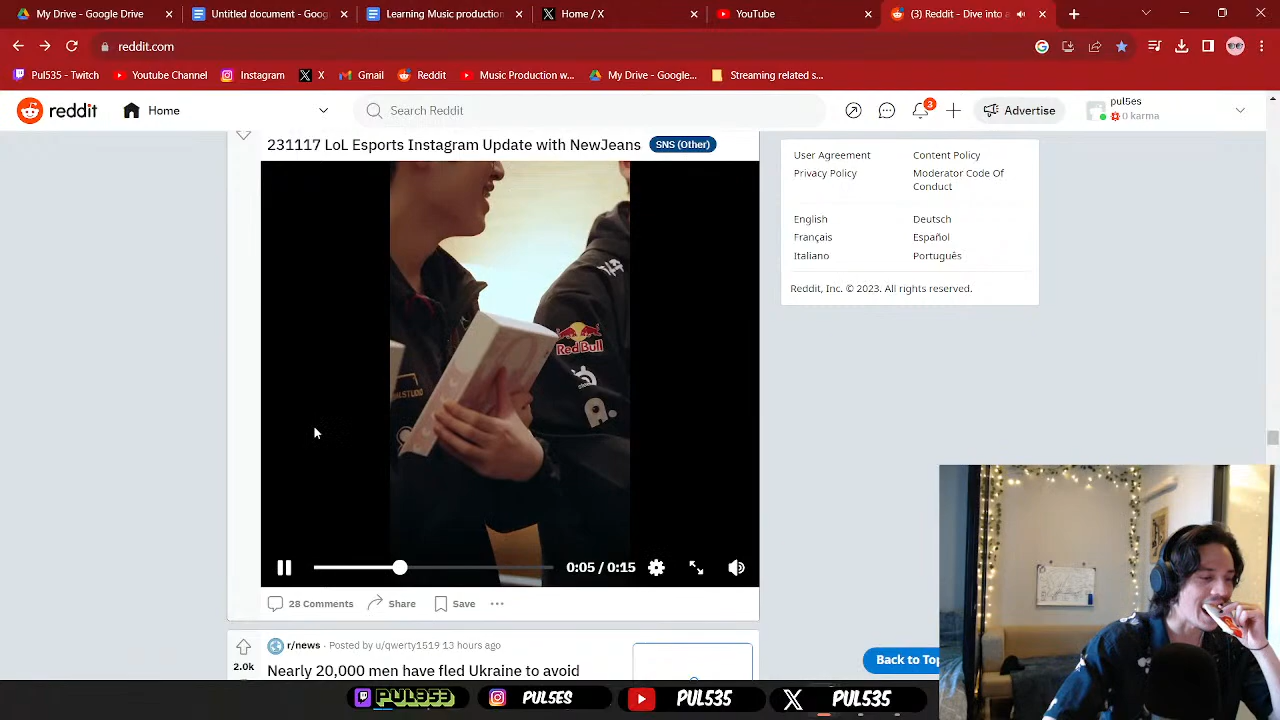 My Drive - Google Drive
Untitled document - Goog
Learning Music production
Home / X
YouTube
(3) Reddit - Dive into a
reddit.com
Pul535 - Twitch
Youtube Channel
Instagram
X
Gmail
Reddit
Music Production w...
My Drive - Google...
Streaming related s...
reddit
Home
Search Reddit
3
Advertise
pul5es
0 karma
231117 LoL Esports Instagram Update with NewJeans
SNS (Other)
User Agreement
Content Policy
Privacy Policy
Moderator Code Of
Conduct
English
Deutsch
Français
Español
Italiano
Português
Reddit, Inc. © 2023. All rights reserved.
Red Bull
0:05 / 0:15
28 Comments
Share
Save
r/news · Posted by u/qwerty1519 13 hours ago
2.0k
Nearly 20,000 men have fled Ukraine to avoid
Back to Top
PUL535
PUL5ES
PUL535
PUL535